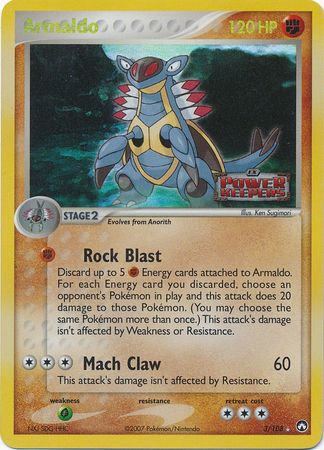 Armaldo 120 HP
EX
POWER
KEEPERS
Illus. Ken Sugimori
STAGE 2
Evolves from Anorith
Rock Blast
Discard up to 5 Energy cards attached to Armaldo.
For each Energy card you discarded, choose an
opponent's Pokémon in play and this attack does 20
damage to those Pokémon. (You may choose the
same Pokémon more than once.) This attack's damage
isn't affected by Weakness or Resistance.
Mach Claw 60
This attack's damage isn't affected by Resistance.
weakness resistance retreat cost
©2007 Pokémon/Nintendo 3/108